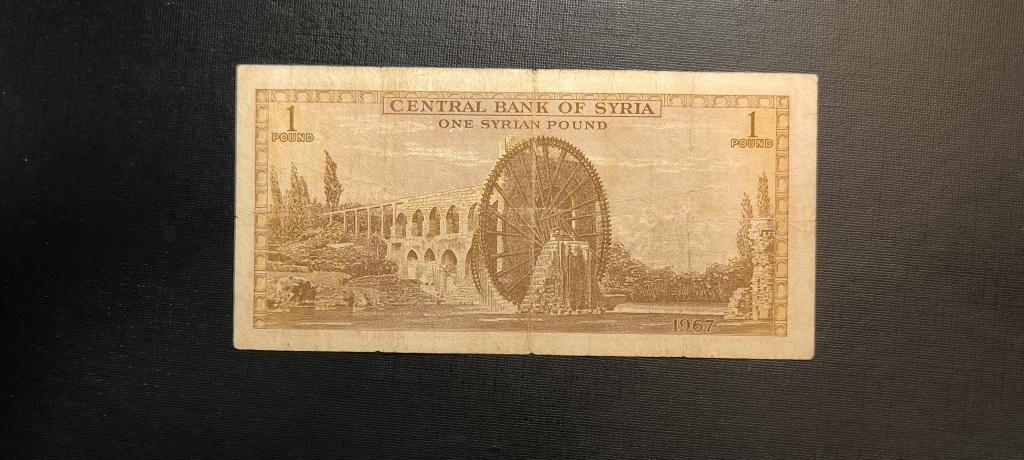 CENTRAL BANK OF SYRIA
ONE SYRIAN POUND
1
POUND
1
POUND
1967